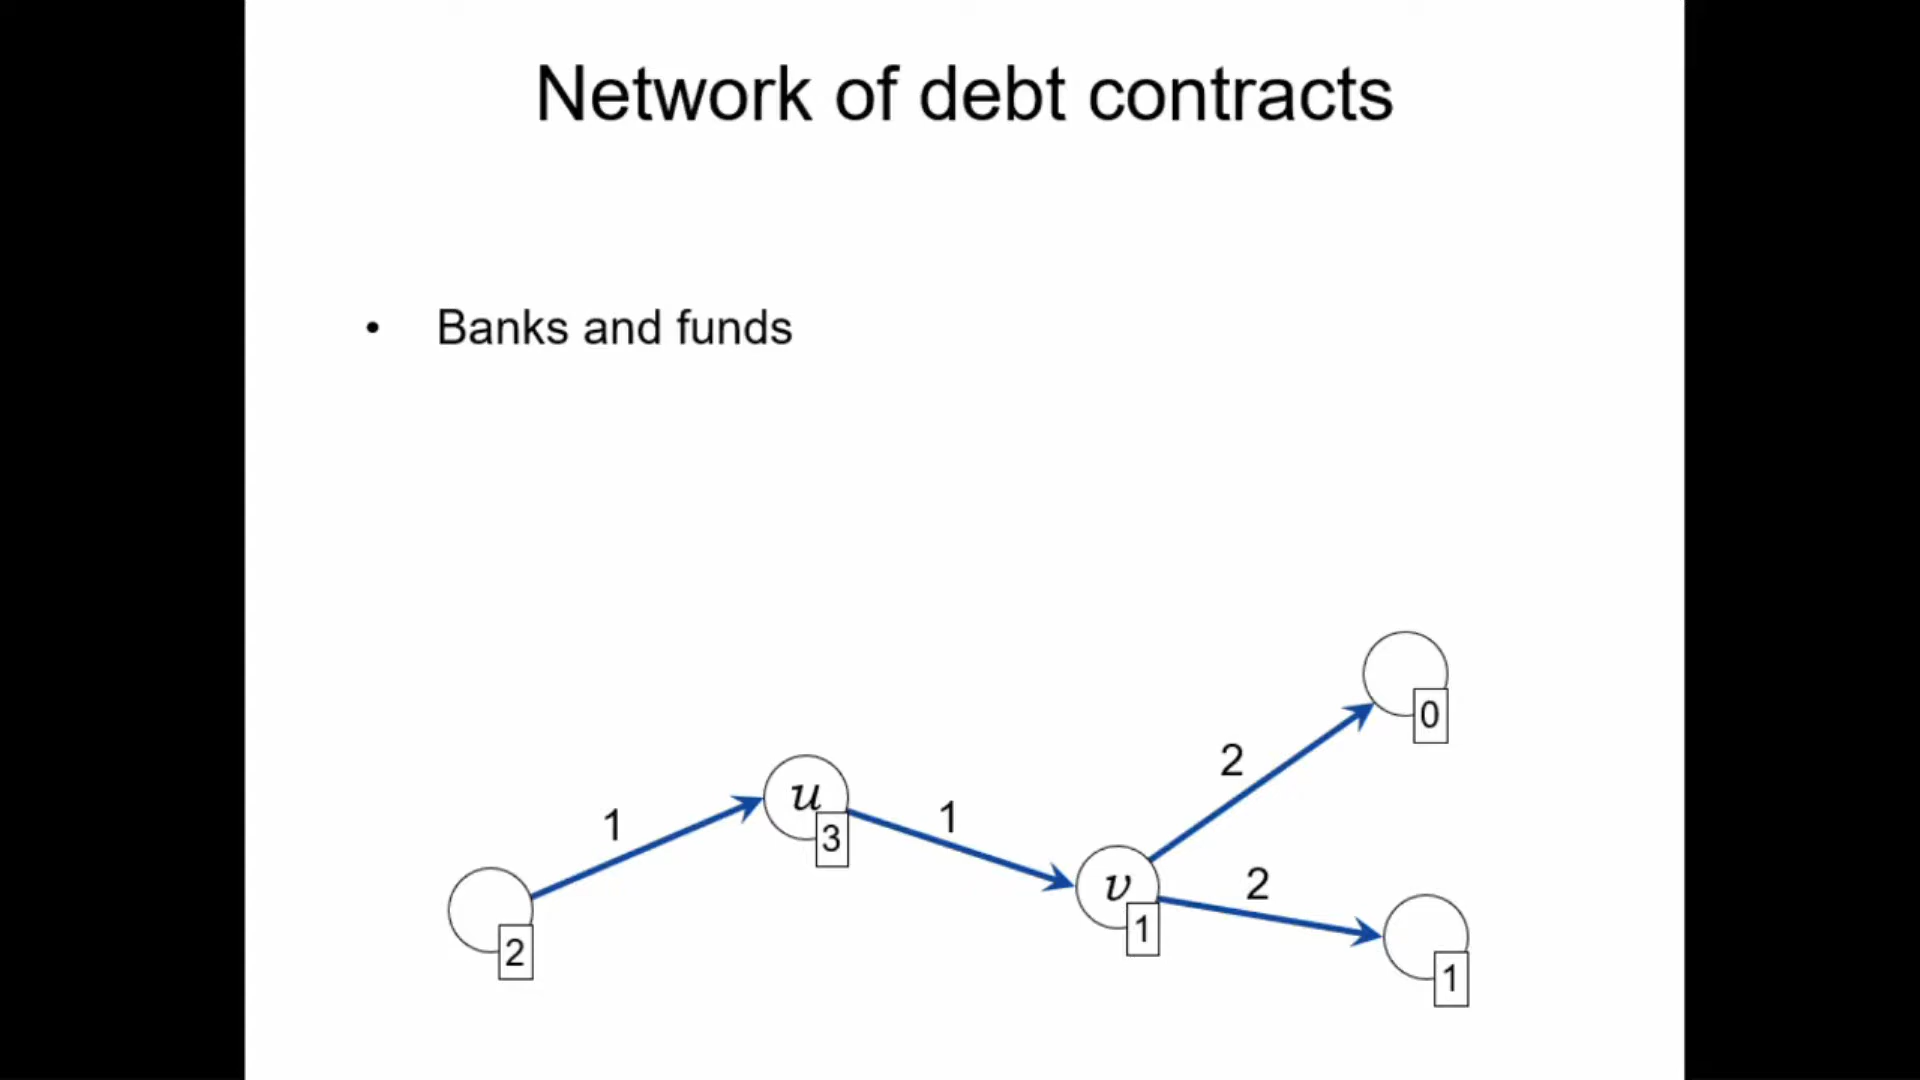 Network of debt contracts
• Banks and funds
0
2
u
1
1
3
2
v
1
2
1